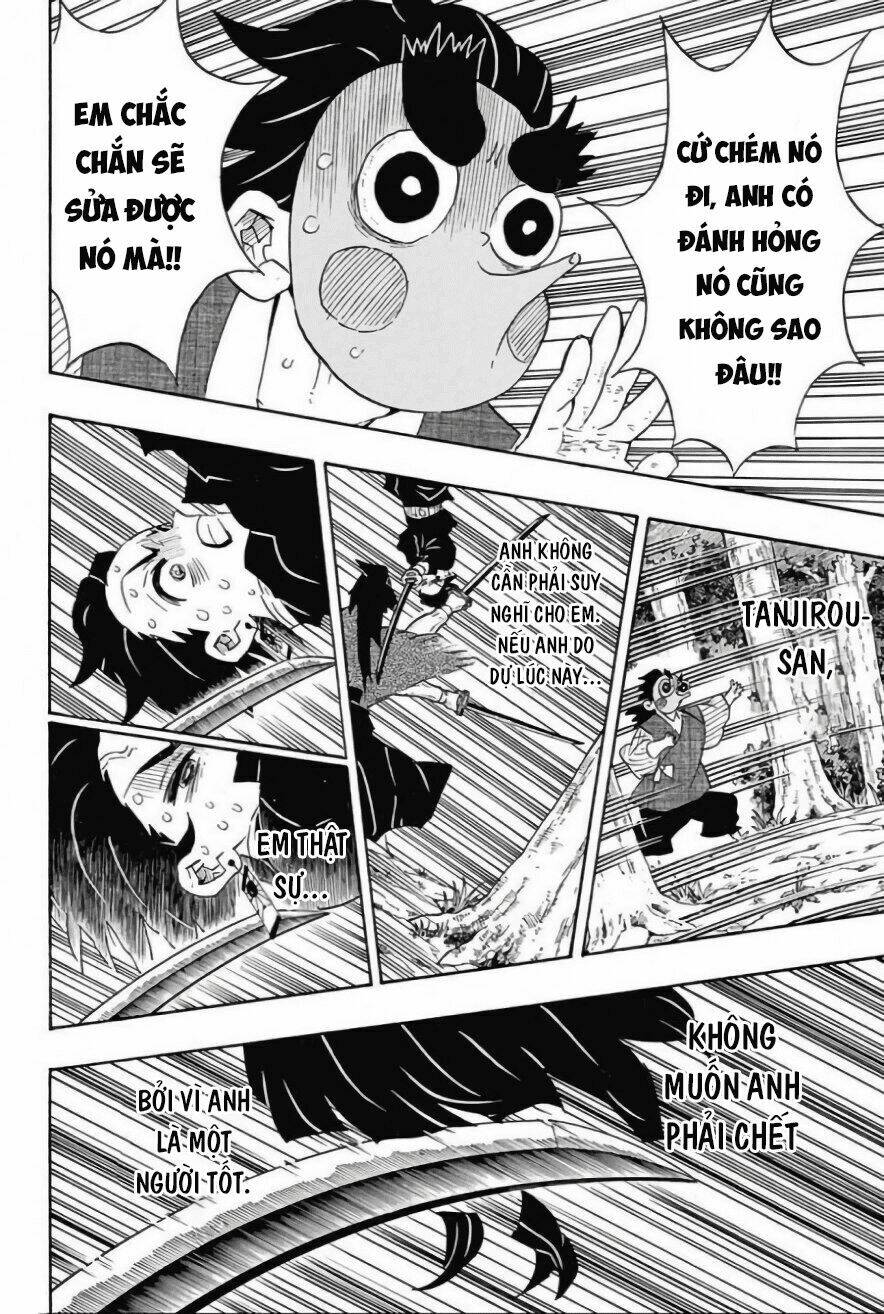 CỨ CHÉM NÓ
ĐI, ANH CÓ
ĐÁNH HỎNG
NÓ CŨNG
KHÔNG SAO
ĐÂU!!
EM CHẮC
CHẮN SẼ
SỬA ĐƯỢC
NÓ MÀ!!
TANJIROU-
SAN,
ANH KHÔNG
CẦN PHẢI SUY
NGHĨ CHO EM.
NẾU ANH DO
DỰ LÚC NÀY...
EM THẬT
SỰ...
KHÔNG
MUỐN ANH
PHẢI CHẾT
BỞI VÌ ANH
LÀ MỘT
NGƯỜI TỐT.